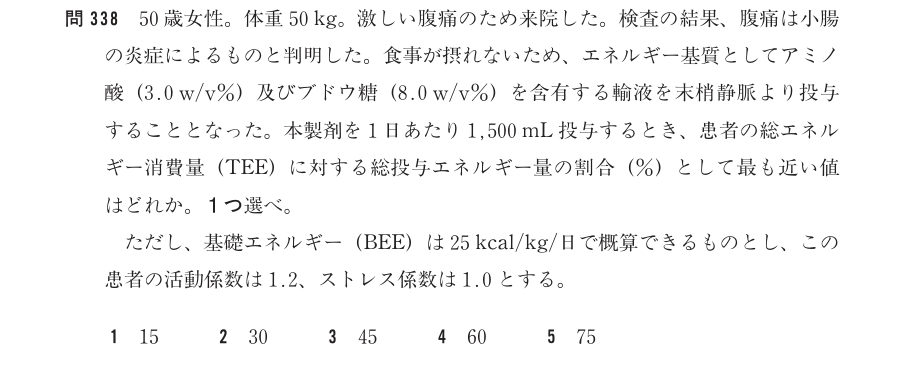 問 338　50 歳女性。体重 50 kg。激しい腹痛のため来院した。検査の結果、腹痛は小腸
の炎症によるものと判明した。食事が摂れないため、エネルギー基質としてアミノ
酸（3.0 w/v％）及びブドウ糖（8.0 w/v％）を含有する輸液を末梢静脈より投与
することとなった。本製剤を 1 日あたり 1,500 mL 投与するとき、患者の総エネル
ギー消費量（TEE）に対する総投与エネルギー量の割合（％）として最も近い値
はどれか。1つ選べ。
ただし、基礎エネルギー（BEE）は 25 kcal/kg/日で概算できるものとし、この
患者の活動係数は 1.2、ストレス係数は 1.0 とする。
1　15　2　30　3　45　4　60　5　75